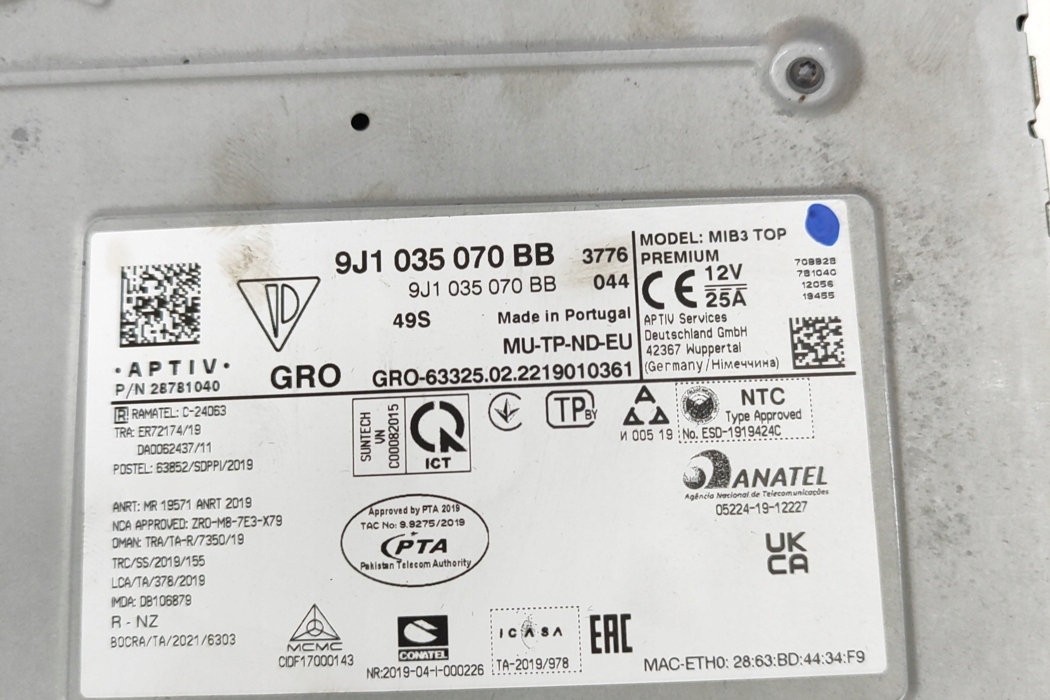 9J1 035 070 BB 3776
9J1 035 070 BB 044
49S Made in Portugal
MU-TP-ND-EU
GRO GRO-63325.02.2219010361
·APTIV·
P/N 28781040
MODEL: MIB3 TOP
PREMIUM
CE 12V
25A
APTIV Services
Deutschland GmbH
42367 Wuppertal
(Germany/Німеччина)
709928
781040
12056
19455
R RAMATEL: C-24063
TRA: ER72174/19
DA0062437/11
POSTEL: 63852/SDPPI/2019
ANRT: MR 19571 ANRT 2019
NCA APPROVED: ZRO-M8-7E3-X79
OMAN: TRA/TA-R/7350/19
TRC/SS/2019/155
LCA/TA/378/2019
IMDA: DB106879
R - NZ
BOCRA/TA/2021/6303
SUNTECH
VN
C00082015
ICT
TP BY
И 005 19
NTC
Type Approved
No. ESD-1919424C
ANATEL
Agência Nacional de Telecomunicações
05224-19-12227
Approved by PTA 2019
TAC No: 9.9275/2019
PTA
Pakistan Telecom Authority
UK
CA
MCMC
CIDF17000143
CONATEL
NR:2019-04-I-000226
ICASA
TA-2019/978
EAC
MAC-ETH0: 28:63:BD:44:34:F9